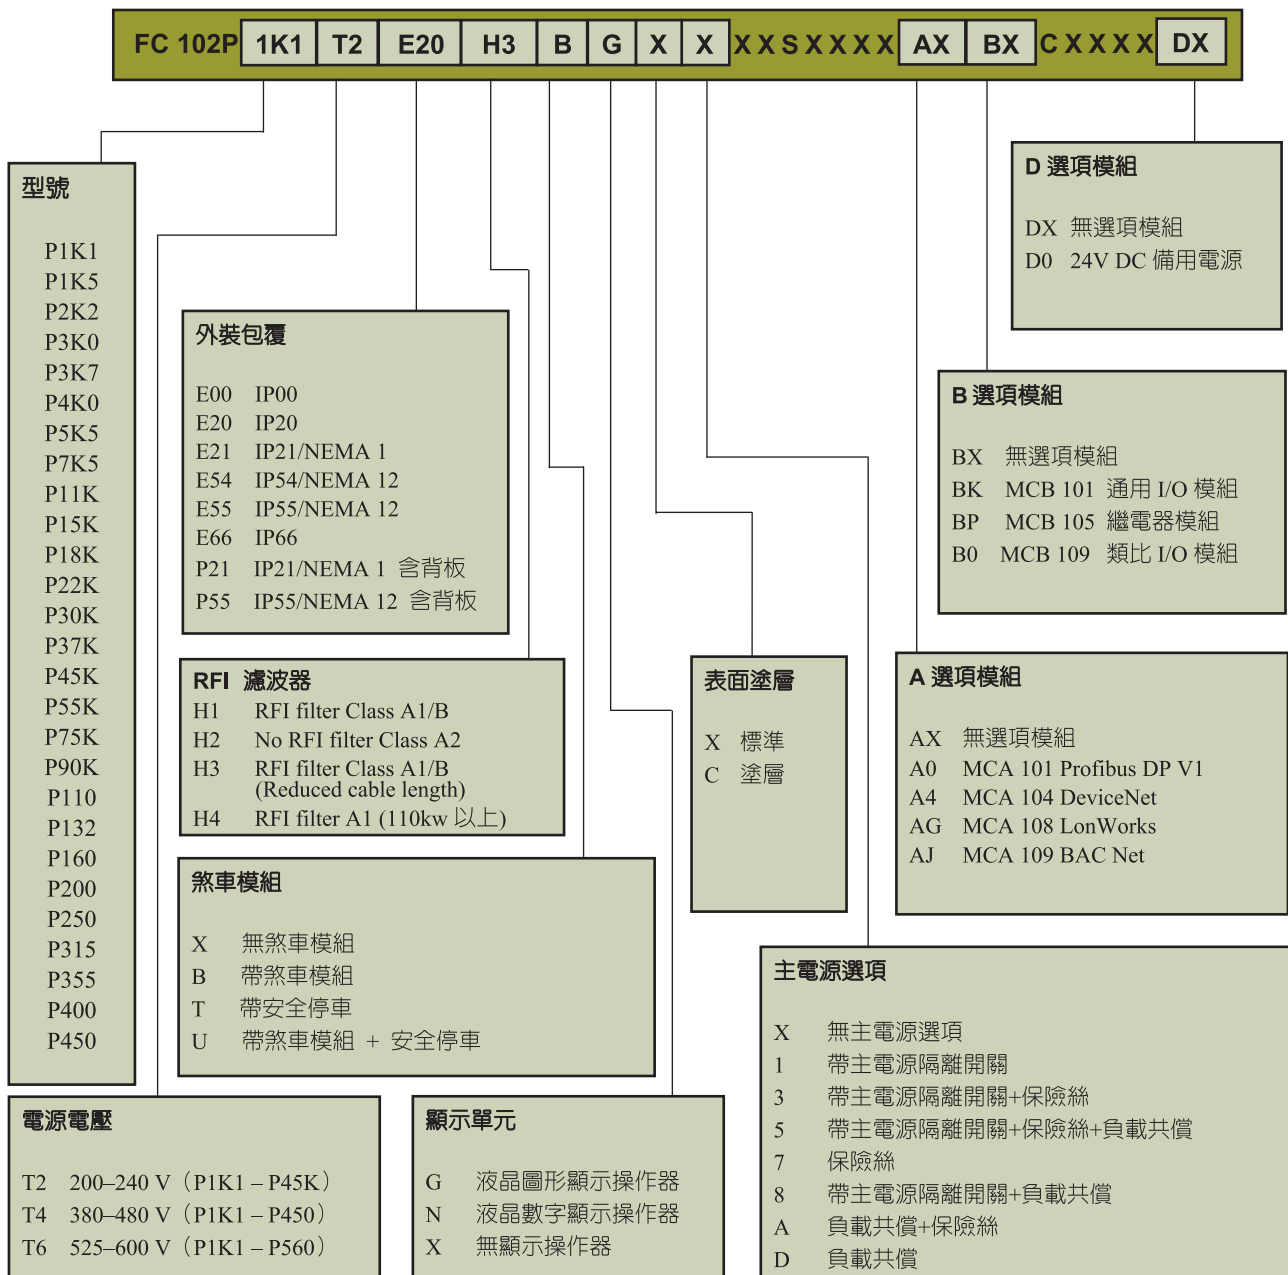 FC 102P 1K1 T2 E20 H3 B G X X X X S X X X X AX BX C X X X X DX
型號
P1K1
P1K5
P2K2
P3K0
P3K7
P4K0
P5K5
P7K5
P11K
P15K
P18K
P22K
P30K
P37K
P45K
P55K
P75K
P90K
P110
P132
P160
P200
P250
P315
P355
P400
P450
外裝包覆
E00 IP00
E20 IP20
E21 IP21/NEMA 1
E54 IP54/NEMA 12
E55 IP55/NEMA 12
E66 IP66
P21 IP21/NEMA 1 含背板
P55 IP55/NEMA 12 含背板
RFI 濾波器
H1 RFI filter Class A1/B
H2 No RFI filter Class A2
H3 RFI filter Class A1/B
(Reduced cable length)
H4 RFI filter A1 (110kw 以上)
煞車模組
X 無煞車模組
B 帶煞車模組
T 帶安全停車
U 帶煞車模組 + 安全停車
電源電壓
T2 200–240 V（P1K1 – P45K）
T4 380–480 V（P1K1 – P450）
T6 525–600 V（P1K1 – P560）
顯示單元
G 液晶圖形顯示操作器
N 液晶數字顯示操作器
X 無顯示操作器
表面塗層
X 標準
C 塗層
D 選項模組
DX 無選項模組
D0 24V DC 備用電源
B 選項模組
BX 無選項模組
BK MCB 101 通用 I/O 模組
BP MCB 105 繼電器模組
B0 MCB 109 類比 I/O 模組
A 選項模組
AX 無選項模組
A0 MCA 101 Profibus DP V1
A4 MCA 104 DeviceNet
AG MCA 108 LonWorks
AJ MCA 109 BAC Net
主電源選項
X 無主電源選項
1 帶主電源隔離開關
3 帶主電源隔離開關+保險絲
5 帶主電源隔離開關+保險絲+負載共償
7 保險絲
8 帶主電源隔離開關+負載共償
A 負載共償+保險絲
D 負載共償